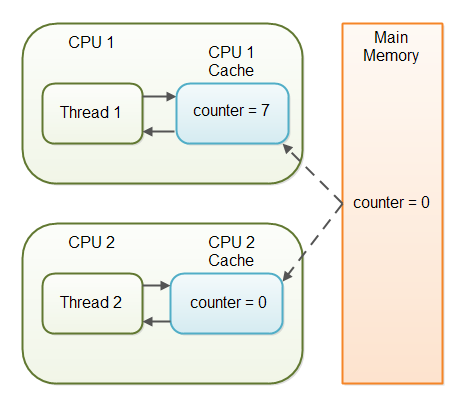 CPU 1
CPU 1
Cache
Thread 1
counter = 7
Main
Memory
counter = 0
CPU 2
CPU 2
Cache
Thread 2
counter = 0